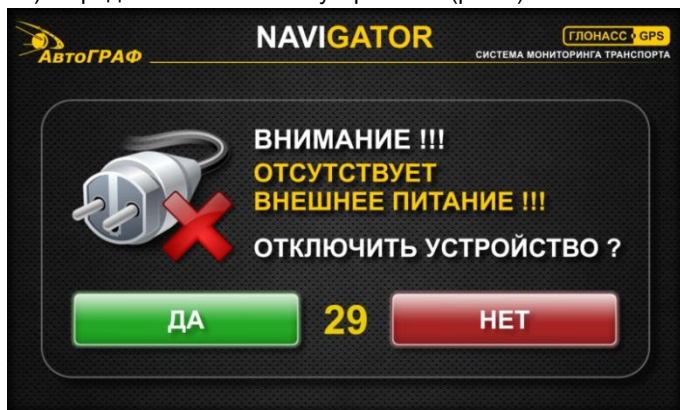 АвтоГРАФ
NAVIGATOR
ГЛОНАСС GPS
СИСТЕМА МОНИТОРИНГА ТРАНСПОРТА
ВНИМАНИЕ !!!
ОТСУТСТВУЕТ
ВНЕШНЕЕ ПИТАНИЕ !!!
ОТКЛЮЧИТЬ УСТРОЙСТВО ?
ДА 29 НЕТ